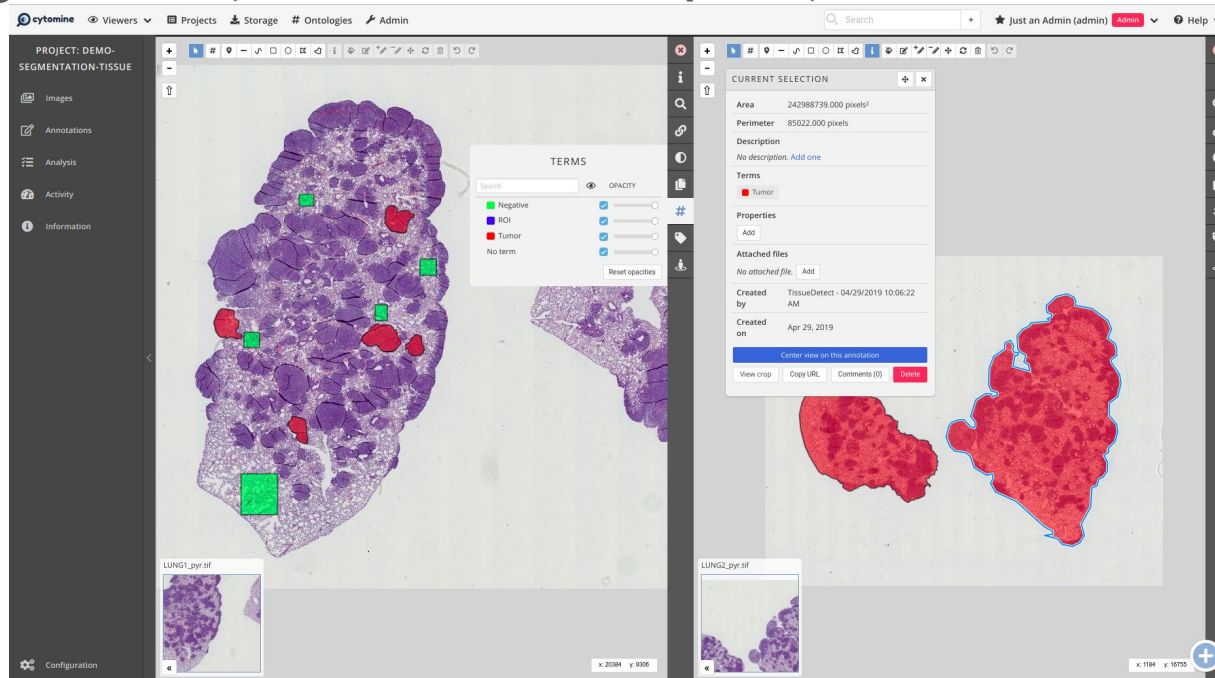 cytomine Viewers Projects Storage # Ontologies Admin Search + Just an Admin (admin) Admin Help
PROJECT: DEMO-
SEGMENTATION-TISSUE
Images
Annotations
Analysis
Activity
Information
Configuration
TERMS
Search OPACITY
Negative
ROI
Tumor
No term
Reset opacities
LUNG1_pyr.tif
x: 20384 y: 9306
CURRENT SELECTION
Area 242988739.000 pixels²
Perimeter 85022.000 pixels
Description
No description. Add one
Terms
Tumor
Properties
Add
Attached files
No attached file. Add
Created by TissueDetect - 04/29/2019 10:06:22 AM
Created on Apr 29, 2019
Center view on this annotation
View crop Copy URL Comments (0) Delete
LUNG2_pyr.tif
x: 1184 y: 16755